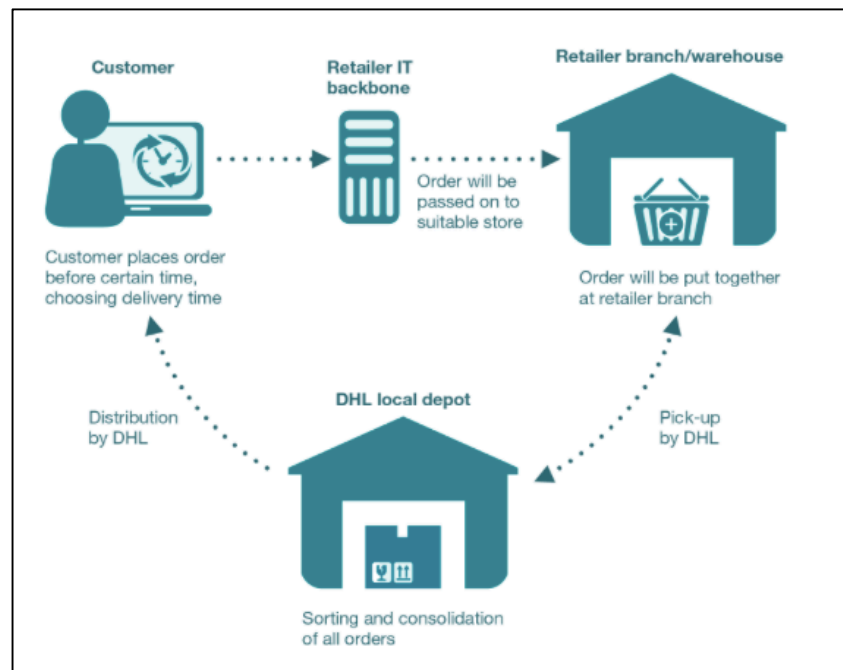 Customer
Retailer IT
backbone
Retailer branch/warehouse
Order will be
passed on to
suitable store
Customer places order
before certain time,
choosing delivery time
Order will be put together
at retailer branch
DHL local depot
Distribution
by DHL
Pick-up
by DHL
Sorting and consolidation
of all orders